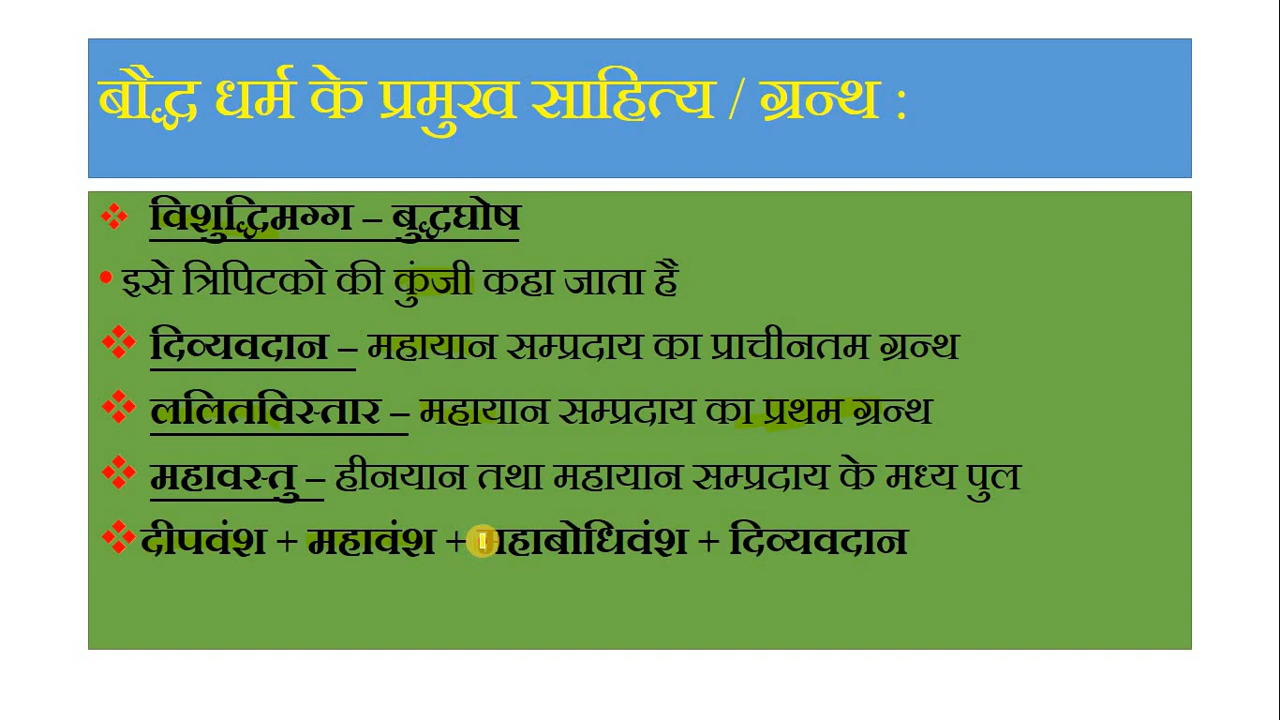 बौद्ध धर्म के प्रमुख साहित्य / ग्रन्थ :
❖ विशुद्धिमग्ग – बुद्धघोष
• इसे त्रिपिटको की कुंजी कहा जाता है
❖ दिव्यवदान – महायान सम्प्रदाय का प्राचीनतम ग्रन्थ
❖ ललितविस्तार – महायान सम्प्रदाय का प्रथम ग्रन्थ
❖ महावस्तु – हीनयान तथा महायान सम्प्रदाय के मध्य पुल
❖ दीपवंश + महावंश + महाबोधिवंश + दिव्यवदान